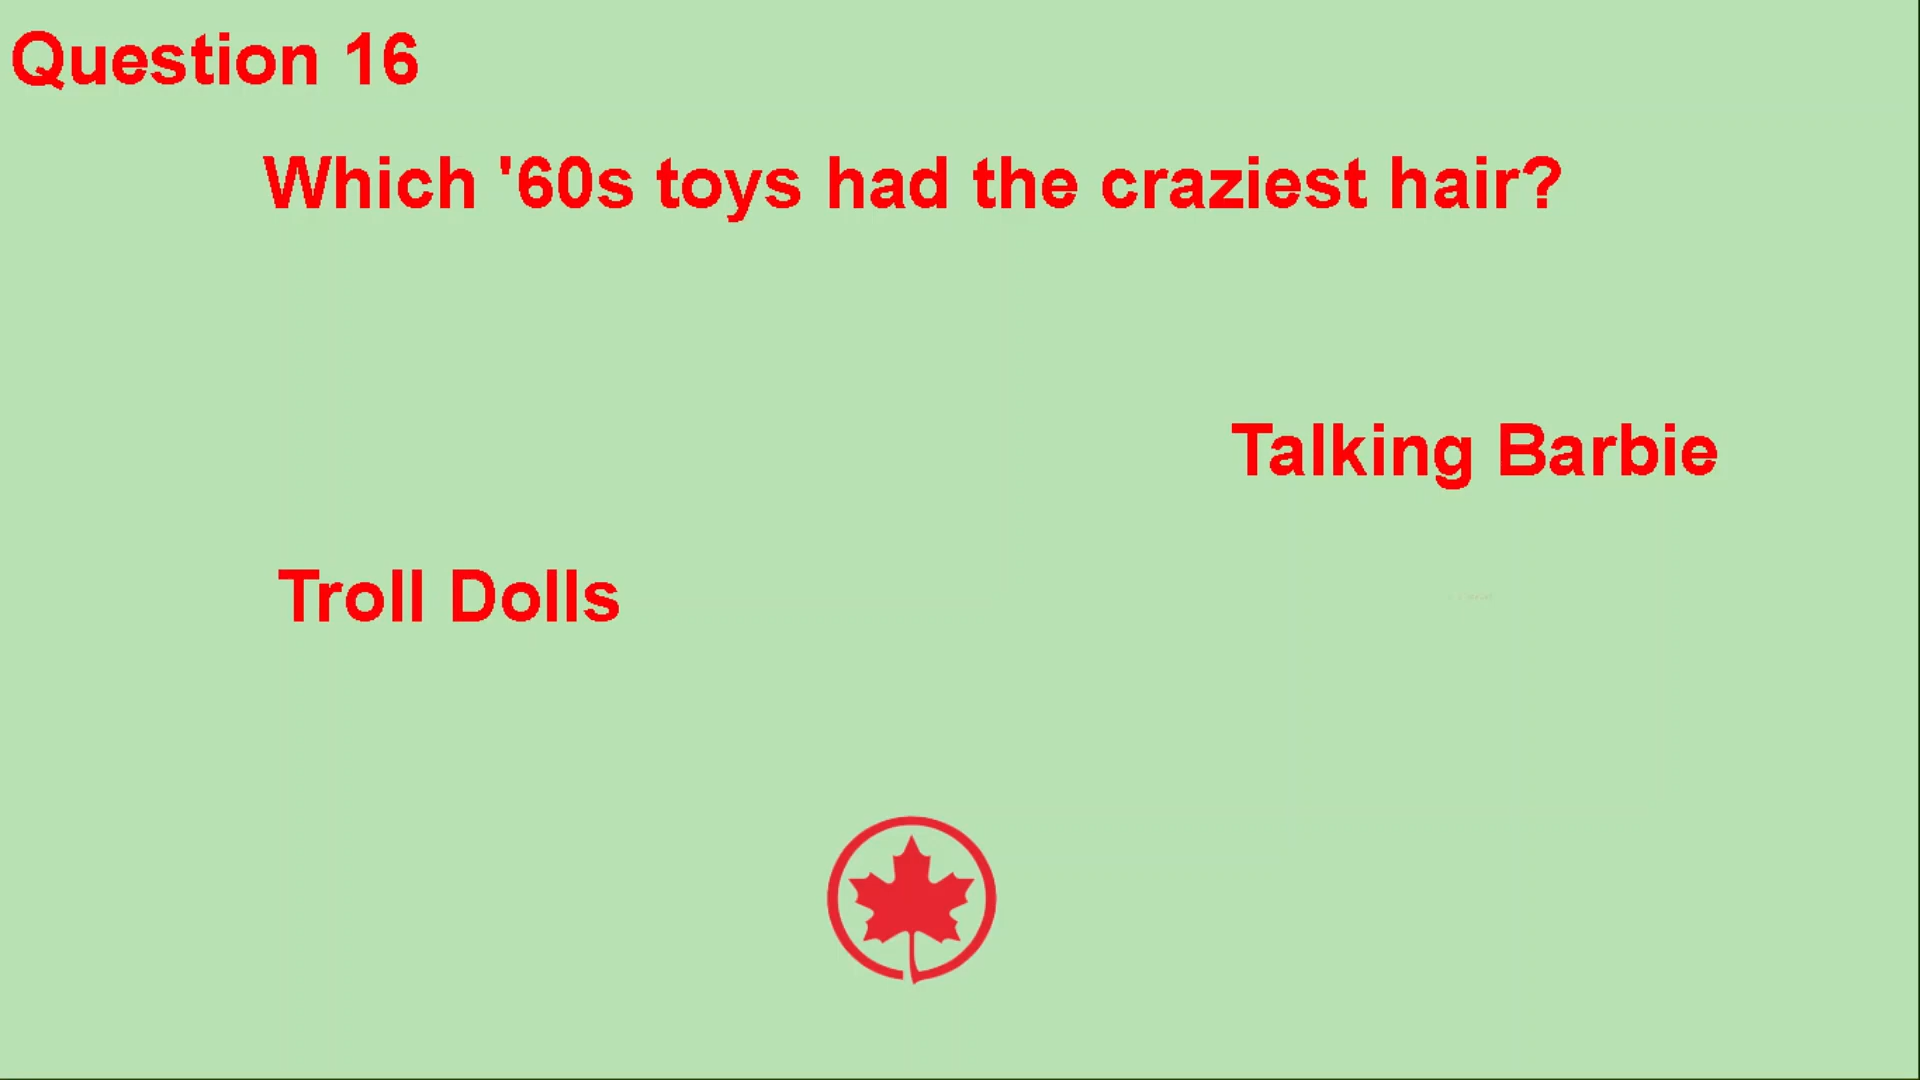 Question 16
Which '60s toys had the craziest hair?
Talking Barbie
Troll Dolls